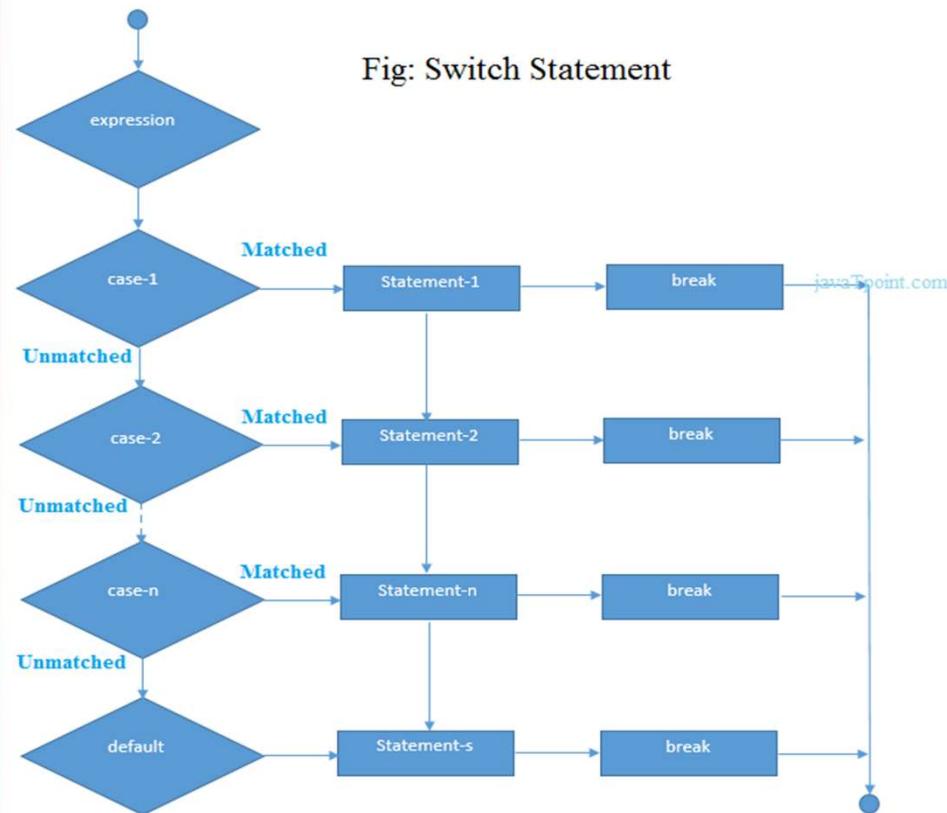 Fig: Switch Statement
expression
case-1
Matched
Statement-1
break
javaTpoint.com
Unmatched
case-2
Matched
Statement-2
break
Unmatched
case-n
Matched
Statement-n
break
Unmatched
default
Statement-s
break